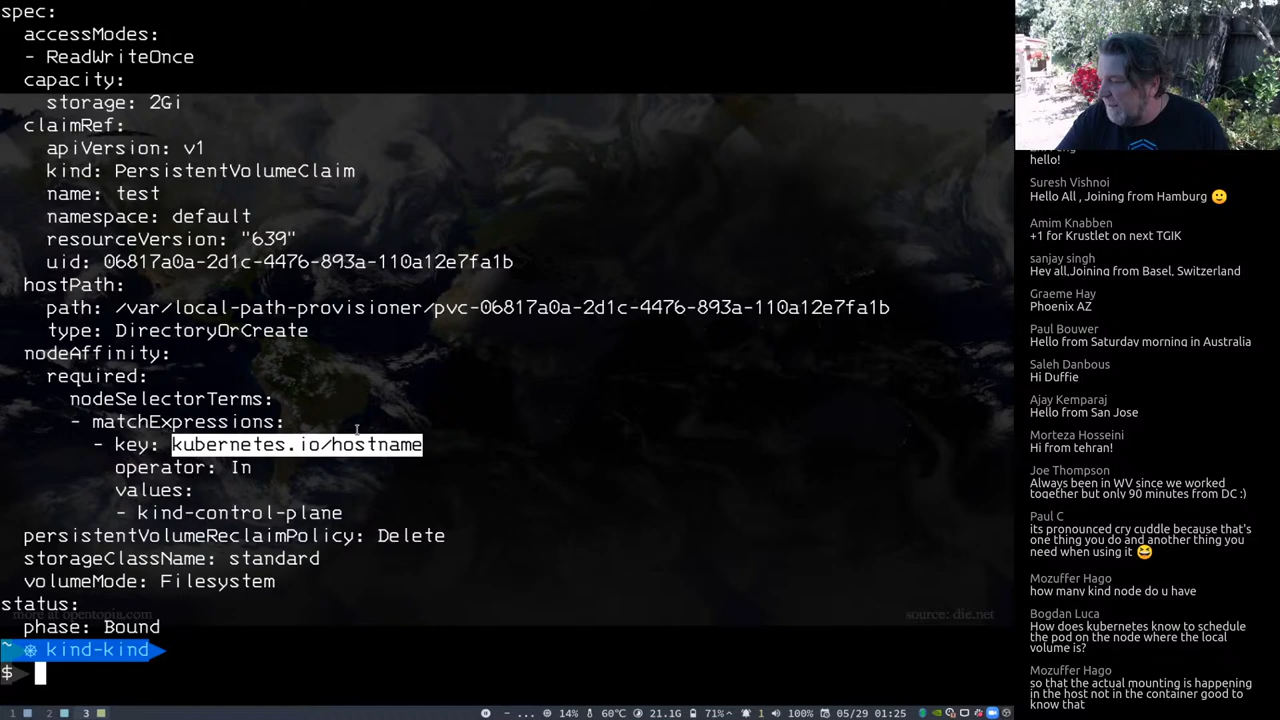 spec:
accessModes:
- ReadWriteOnce
capacity:
storage: 2Gi
claimRef:
apiVersion: v1
kind: PersistentVolumeClaim
name: test
namespace: default
resourceVersion: "639"
uid: 06817a0a-2d1c-4476-893a-110a12e7fa1b
hostPath:
path: /var/local-path-provisioner/pvc-06817a0a-2d1c-4476-893a-110a12e7fa1b
type: DirectoryOrCreate
nodeAffinity:
required:
nodeSelectorTerms:
- matchExpressions:
- key: kubernetes.io/hostname
operator: In
values:
- kind-control-plane
persistentVolumeReclaimPolicy: Delete
storageClassName: standard
volumeMode: Filesystem
status:
more at opentopia.com
source: die.net
phase: Bound
~ ⎈ kind-kind
$
1 2 3
- ... 14% 60℃ 21.1G 71% 1 100% 05/29 01:25
hello!
Suresh Vishnoi
Hello All , Joining from Hamburg 🙂
Amim Knabben
+1 for Krustlet on next TGIK
sanjay singh
Hey all,Joining from Basel, Switzerland
Graeme Hay
Phoenix AZ
Paul Bouwer
Hello from Saturday morning in Australia
Saleh Danbous
Hi Duffie
Ajay Kemparaj
Hello from San Jose
Morteza Hosseini
Hi from tehran!
Joe Thompson
Always been in WV since we worked
together but only 90 minutes from DC :)
Paul C
its pronounced cry cuddle because that's
one thing you do and another thing you
need when using it 😆
Mozuffer Hago
how many kind node do u have
Bogdan Luca
How does kubernetes know to schedule
the pod on the node where the local
volume is?
Mozuffer Hago
so that the actual mounting is happening
in the host not in the container good to
know that